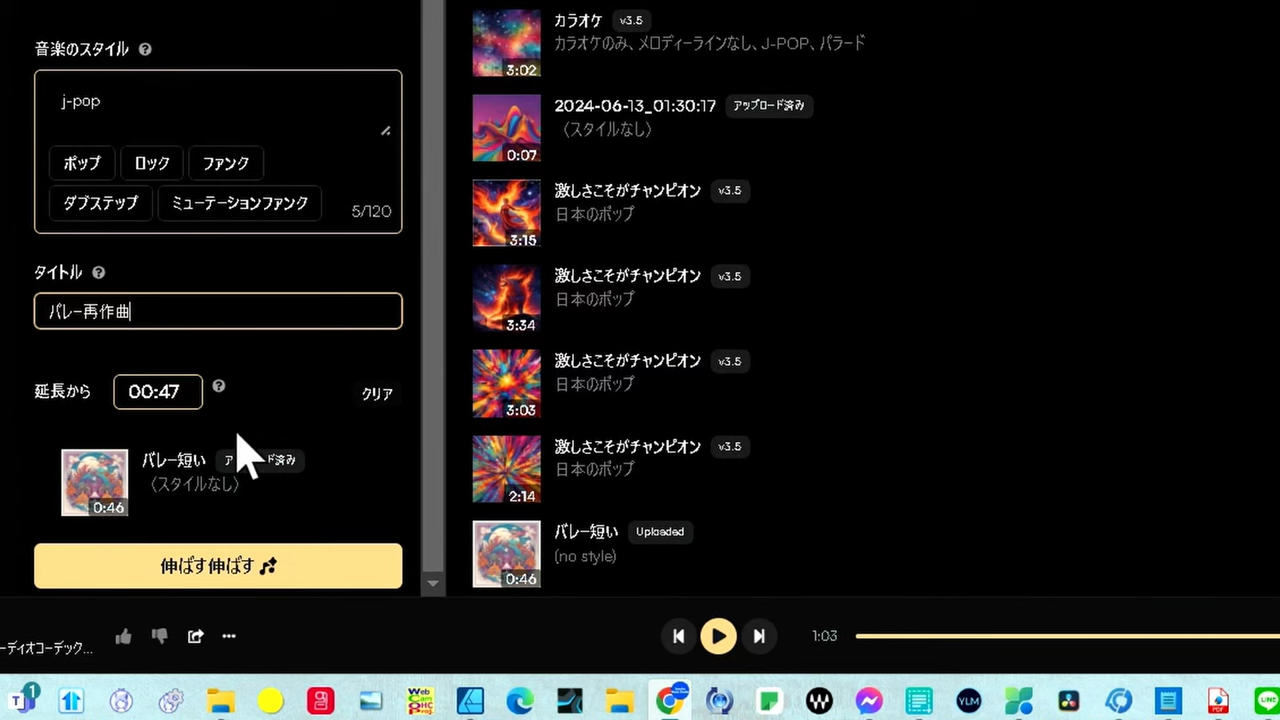 音楽のスタイル
j-pop
ポップ ロック ファンク
ダブステップ ミューテーションファンク 5/120
タイトル
バレー再作曲
延長から 00:47 クリア
バレー短い
ド済み
（スタイルなし）
0:46
伸ばす伸ばす
カラオケ v3.5
カラオケのみ、メロディーラインなし、J-POP、バラード
3:02
2024-06-13_01:30:17 アップロード済み
（スタイルなし）
0:07
激しさこそがチャンピオン v3.5
日本のポップ
3:15
激しさこそがチャンピオン v3.5
日本のポップ
3:34
激しさこそがチャンピオン v3.5
日本のポップ
3:03
激しさこそがチャンピオン v3.5
日本のポップ
2:14
バレー短い Uploaded
(no style)
0:46
ーディオコーデック...
1:03
1
Web
Cam
YLM
PDF
LINE